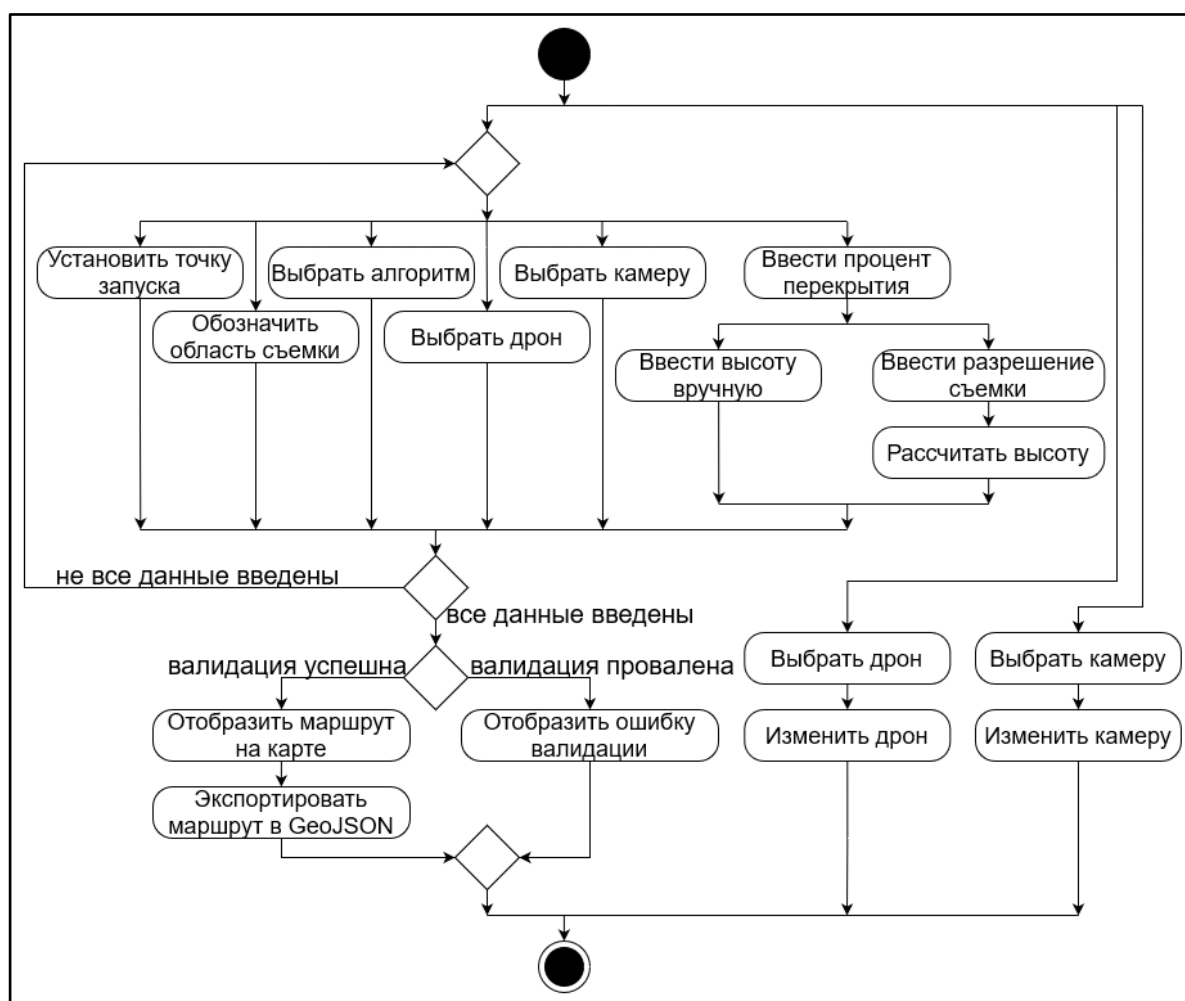 Установить точку
запуска
Обозначить
область съемки
Выбрать алгоритм
Выбрать дрон
Выбрать камеру
Ввести процент
перекрытия
Ввести высоту
вручную
Ввести разрешение
съемки
Рассчитать высоту
не все данные введены
все данные введены
валидация успешна
валидация провалена
Отобразить маршрут
на карте
Экспортировать
маршрут в GeoJSON
Отобразить ошибку
валидации
Выбрать дрон
Изменить дрон
Выбрать камеру
Изменить камеру